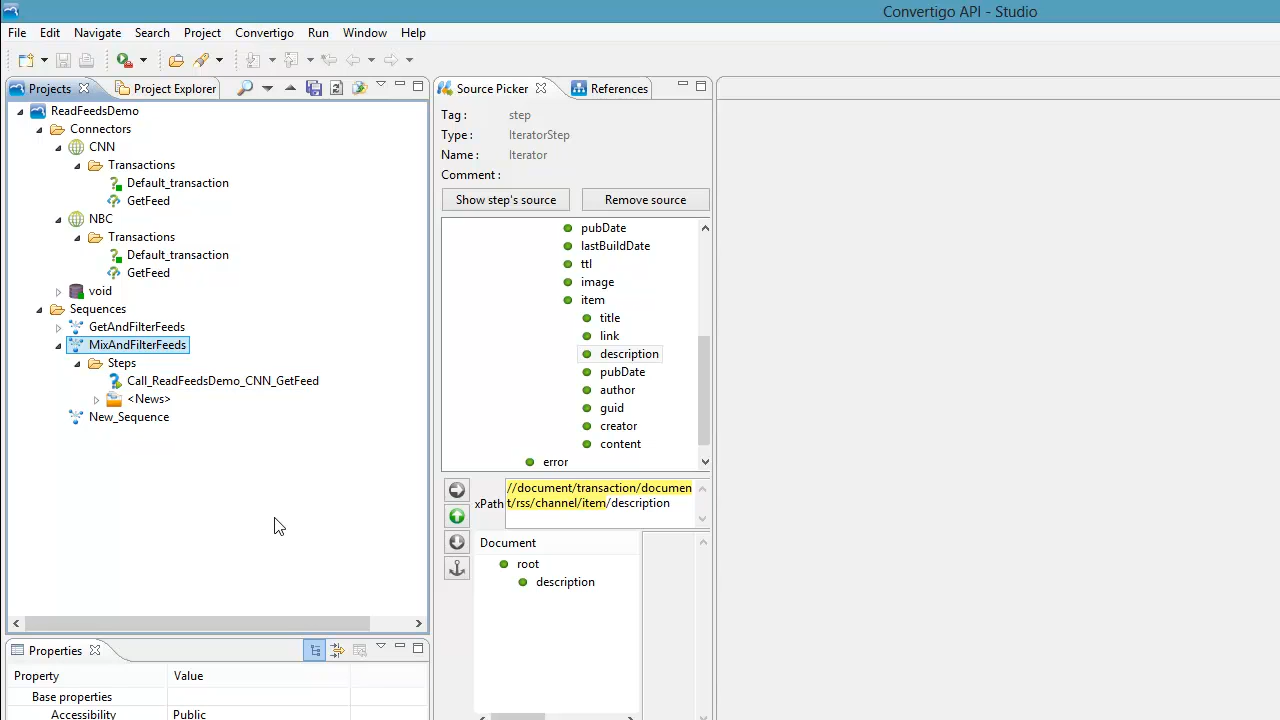 Convertigo API - Studio
File Edit Navigate Search Project Convertigo Run Window Help
Projects Project Explorer
ReadFeedsDemo
Connectors
CNN
Transactions
Default_transaction
GetFeed
NBC
Transactions
Default_transaction
GetFeed
void
Sequences
GetAndFilterFeeds
MixAndFilterFeeds
Steps
Call_ReadFeedsDemo_CNN_GetFeed
<News>
New_Sequence
Properties
Property Value
Base properties
Accessibility Public
Source Picker References
Tag : step
Type : IteratorStep
Name : Iterator
Comment :
Show step's source Remove source
pubDate
lastBuildDate
ttl
image
item
title
link
description
pubDate
author
guid
creator
content
error
xPath
//document/transaction/documen
t/rss/channel/item/description
Document
root
description